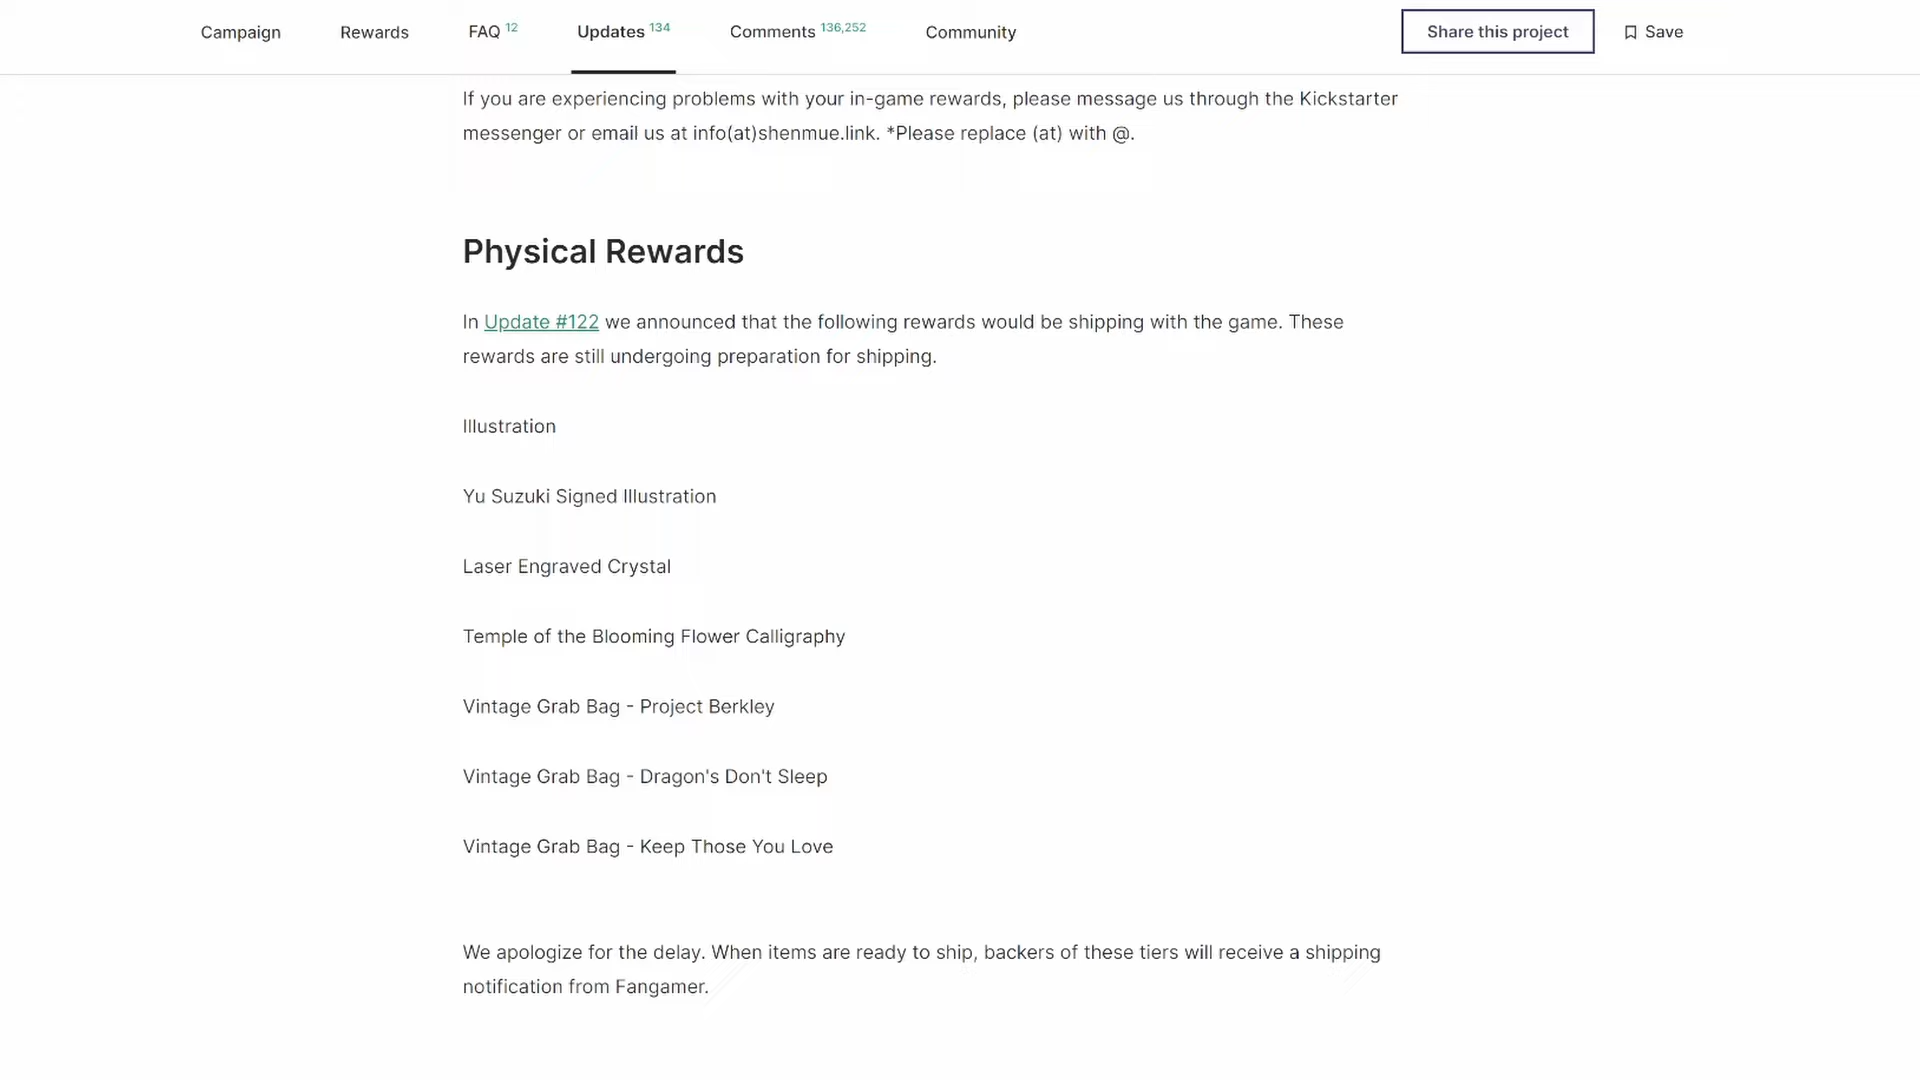 Campaign Rewards FAQ 12 Updates 134 Comments 136,252 Community Share this project Save
If you are experiencing problems with your in-game rewards, please message us through the Kickstarter
messenger or email us at info(at)shenmue.link. *Please replace (at) with @.
Physical Rewards
In Update #122 we announced that the following rewards would be shipping with the game. These
rewards are still undergoing preparation for shipping.
Illustration
Yu Suzuki Signed Illustration
Laser Engraved Crystal
Temple of the Blooming Flower Calligraphy
Vintage Grab Bag - Project Berkley
Vintage Grab Bag - Dragon's Don't Sleep
Vintage Grab Bag - Keep Those You Love
We apologize for the delay. When items are ready to ship, backers of these tiers will receive a shipping
notification from Fangamer.